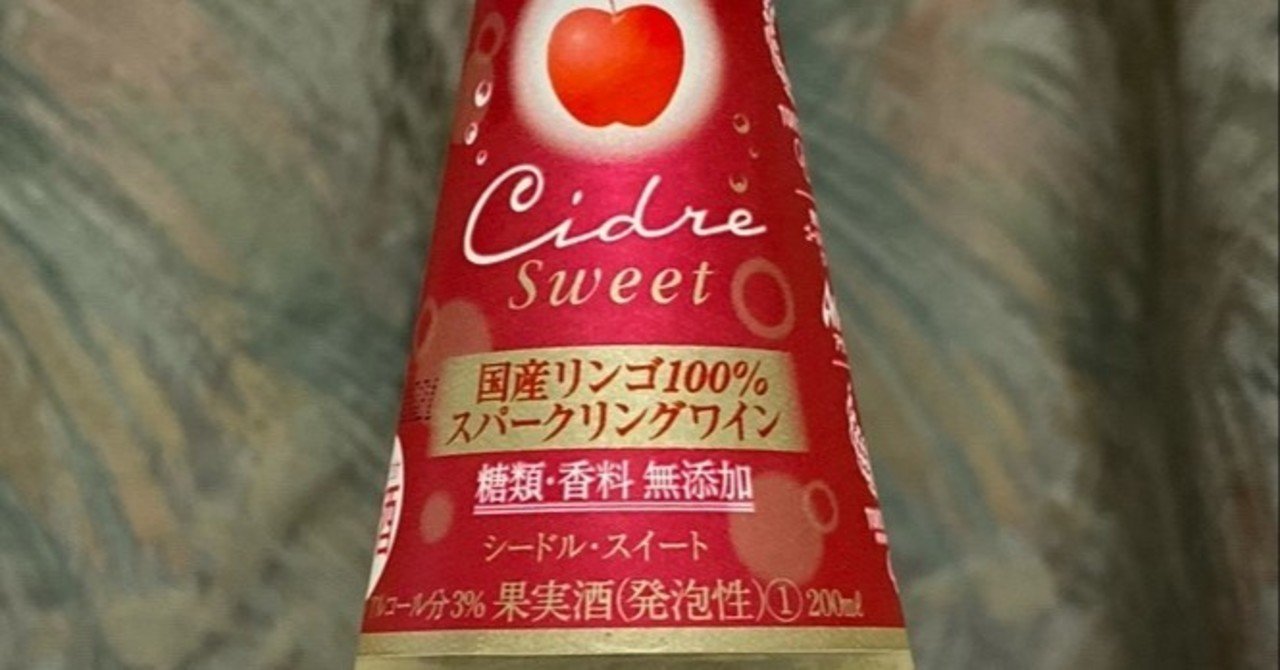 Cidre
Sweet
国産リンゴ100%
スパークリングワイン
糖類・香料 無添加
シードル・スイート
アルコール分3% 果実酒(発泡性)① 200ml